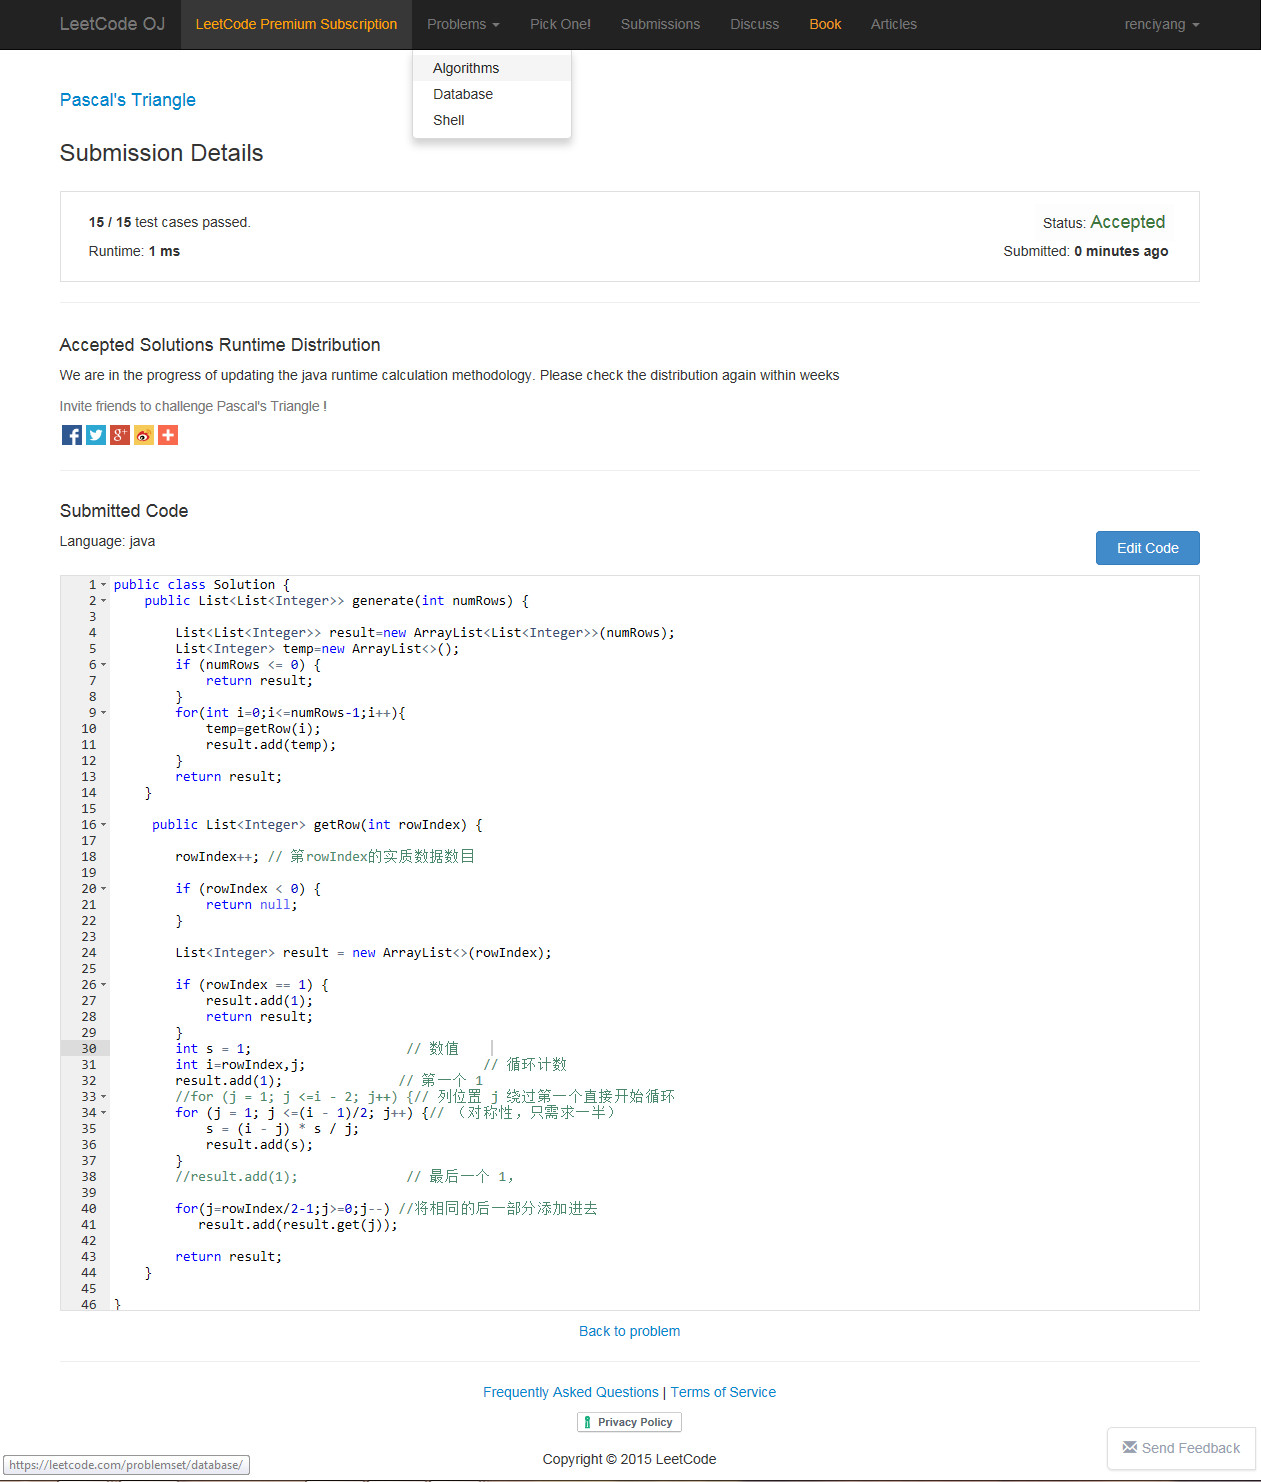 LeetCode OJ LeetCode Premium Subscription Problems Pick One! Submissions Discuss Book Articles renciyang
Algorithms
Database
Shell
Pascal's Triangle
Submission Details
15 / 15 test cases passed.
Status: Accepted
Runtime: 1 ms
Submitted: 0 minutes ago
Accepted Solutions Runtime Distribution
We are in the progress of updating the java runtime calculation methodology. Please check the distribution again within weeks
Invite friends to challenge Pascal's Triangle !
Submitted Code
Language: java
Edit Code
1 public class Solution {
2     public List<List<Integer>> generate(int numRows) {
3
4         List<List<Integer>> result=new ArrayList<List<Integer>>(numRows);
5         List<Integer> temp=new ArrayList<>();
6         if (numRows <= 0) {
7             return result;
8         }
9         for(int i=0;i<=numRows-1;i++){
10             temp=getRow(i);
11             result.add(temp);
12         }
13         return result;
14     }
15
16      public List<Integer> getRow(int rowIndex) {
17
18         rowIndex++; // 第rowIndex的实质数据数目
19
20         if (rowIndex < 0) {
21             return null;
22         }
23
24         List<Integer> result = new ArrayList<>(rowIndex);
25
26         if (rowIndex == 1) {
27             result.add(1);
28             return result;
29         }
30         int s = 1;                    // 数值
31         int i=rowIndex,j;                       // 循环计数
32         result.add(1);               // 第一个 1
33         //for (j = 1; j <=i - 2; j++) {// 列位置 j 绕过第一个直接开始循环
34         for (j = 1; j <=(i - 1)/2; j++) {// （对称性，只需求一半）
35             s = (i - j) * s / j;
36             result.add(s);
37         }
38         //result.add(1);              // 最后一个 1，
39
40         for(j=rowIndex/2-1;j>=0;j--) //将相同的后一部分添加进去
41            result.add(result.get(j));
42
43         return result;
44     }
45
46 }
Back to problem
Frequently Asked Questions | Terms of Service
Privacy Policy
Send Feedback
Copyright © 2015 LeetCode
https://leetcode.com/problemset/database/